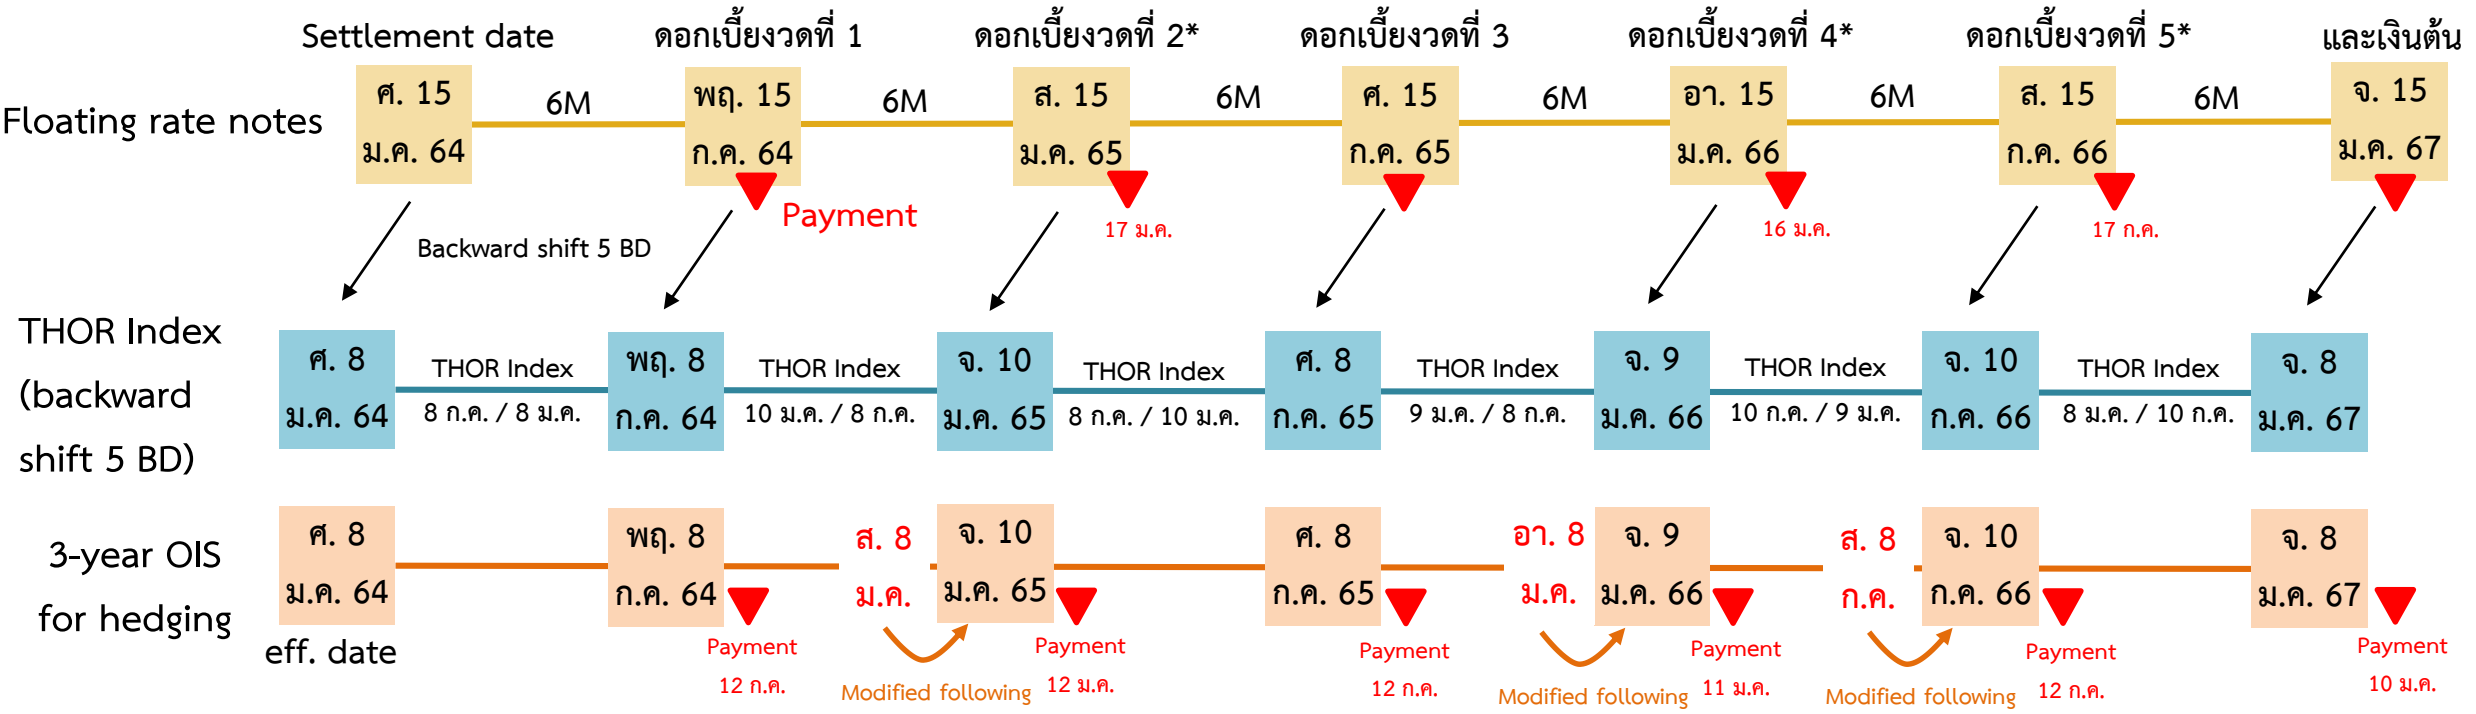 Settlement date
ดอกเบี้ยงวดที่ 1
ดอกเบี้ยงวดที่ 2*
ดอกเบี้ยงวดที่ 3
ดอกเบี้ยงวดที่ 4*
ดอกเบี้ยงวดที่ 5*
และเงินต้น
Floating rate notes
ศ. 15
ม.ค. 64
6M
พฤ. 15
ก.ค. 64
6M
ส. 15
ม.ค. 65
6M
ศ. 15
ก.ค. 65
6M
อา. 15
ม.ค. 66
6M
ส. 15
ก.ค. 66
6M
จ. 15
ม.ค. 67
Payment
17 ม.ค.
16 ม.ค.
17 ก.ค.
Backward shift 5 BD
THOR Index
(backward
shift 5 BD)
ศ. 8
ม.ค. 64
THOR Index
8 ก.ค. / 8 ม.ค.
พฤ. 8
ก.ค. 64
THOR Index
10 ม.ค. / 8 ก.ค.
จ. 10
ม.ค. 65
THOR Index
8 ก.ค. / 10 ม.ค.
ศ. 8
ก.ค. 65
THOR Index
9 ม.ค. / 8 ก.ค.
จ. 9
ม.ค. 66
THOR Index
10 ก.ค. / 9 ม.ค.
จ. 10
ก.ค. 66
THOR Index
8 ม.ค. / 10 ก.ค.
จ. 8
ม.ค. 67
3-year OIS
for hedging
ศ. 8
ม.ค. 64
eff. date
พฤ. 8
ก.ค. 64
Payment
12 ก.ค.
ส. 8
ม.ค.
Modified following
จ. 10
ม.ค. 65
Payment
12 ม.ค.
ศ. 8
ก.ค. 65
Payment
12 ก.ค.
อา. 8
ม.ค.
Modified following
จ. 9
ม.ค. 66
Payment
11 ม.ค.
ส. 8
ก.ค.
Modified following
จ. 10
ก.ค. 66
Payment
12 ก.ค.
จ. 8
ม.ค. 67
Payment
10 ม.ค.